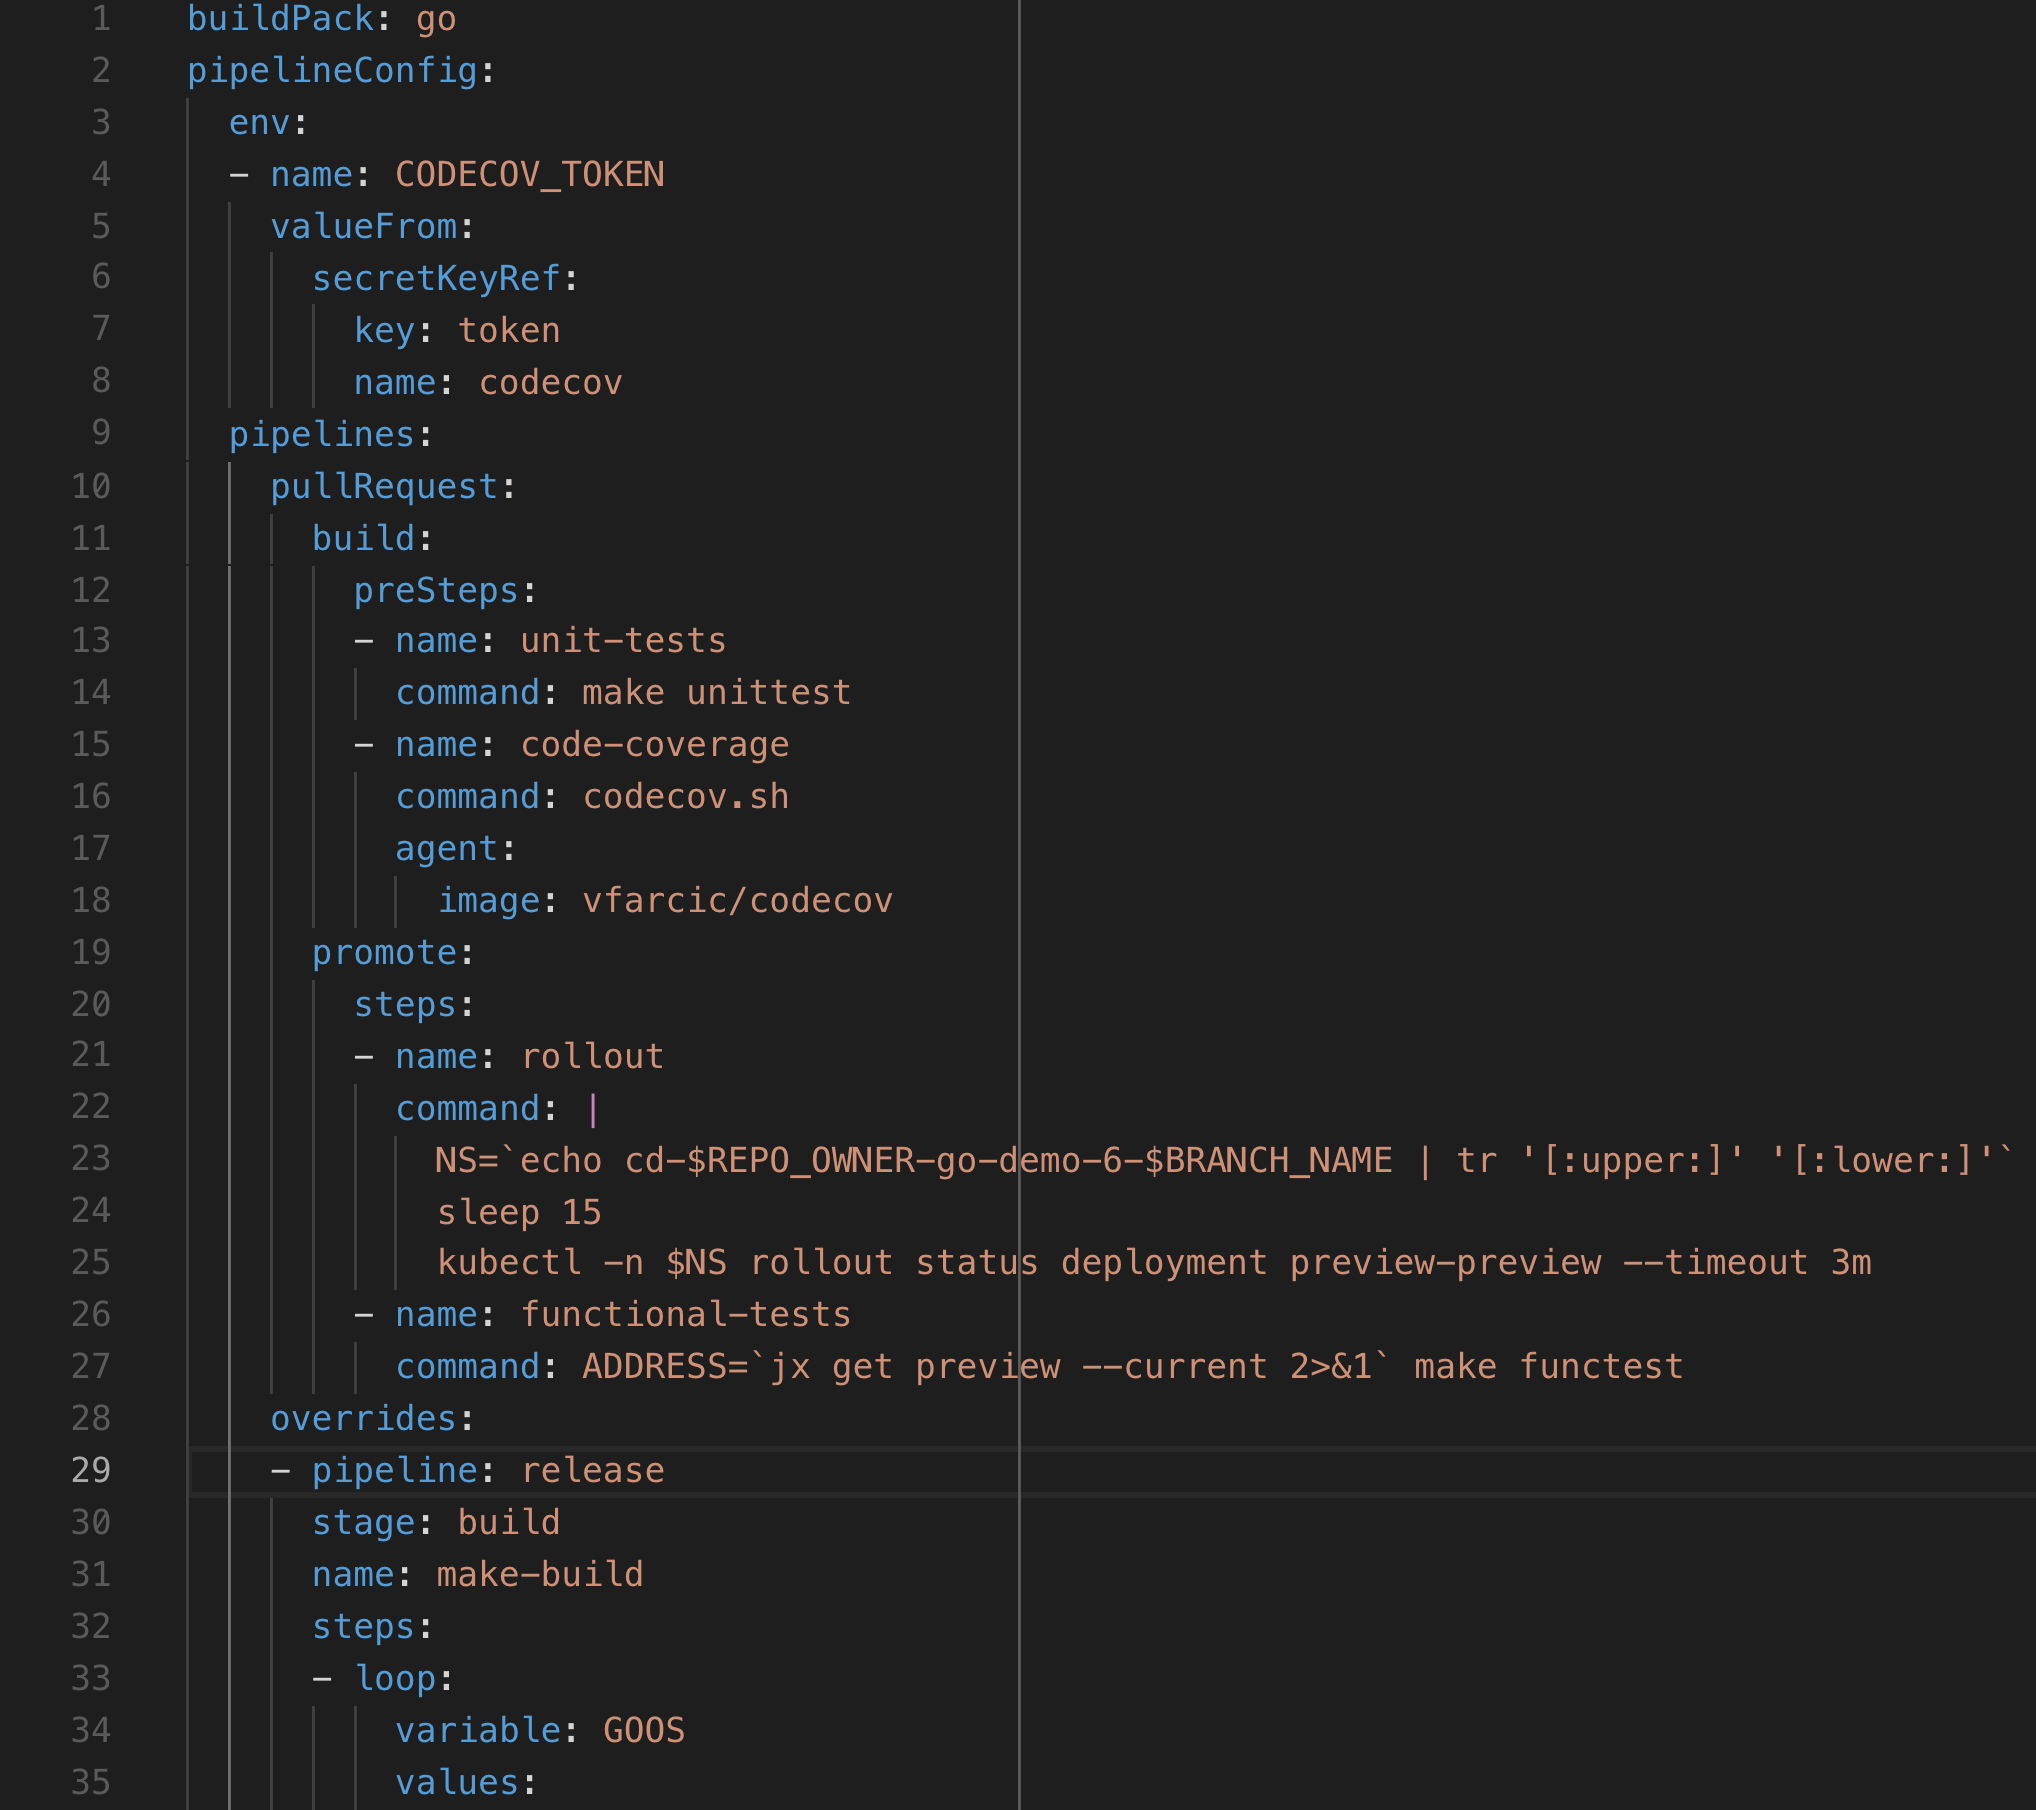 1 buildPack: go
2 pipelineConfig:
3   env:
4   - name: CODECOV_TOKEN
5     valueFrom:
6       secretKeyRef:
7         key: token
8         name: codecov
9   pipelines:
10     pullRequest:
11       build:
12         preSteps:
13         - name: unit-tests
14           command: make unittest
15         - name: code-coverage
16           command: codecov.sh
17           agent:
18             image: vfarcic/codecov
19       promote:
20         steps:
21         - name: rollout
22           command: |
23             NS=`echo cd-$REPO_OWNER-go-demo-6-$BRANCH_NAME | tr '[:upper:]' '[:lower:]'`
24             sleep 15
25             kubectl -n $NS rollout status deployment preview-preview --timeout 3m
26         - name: functional-tests
27           command: ADDRESS=`jx get preview --current 2>&1` make functest
28     overrides:
29     - pipeline: release
30       stage: build
31       name: make-build
32       steps:
33       - loop:
34           variable: GOOS
35           values: